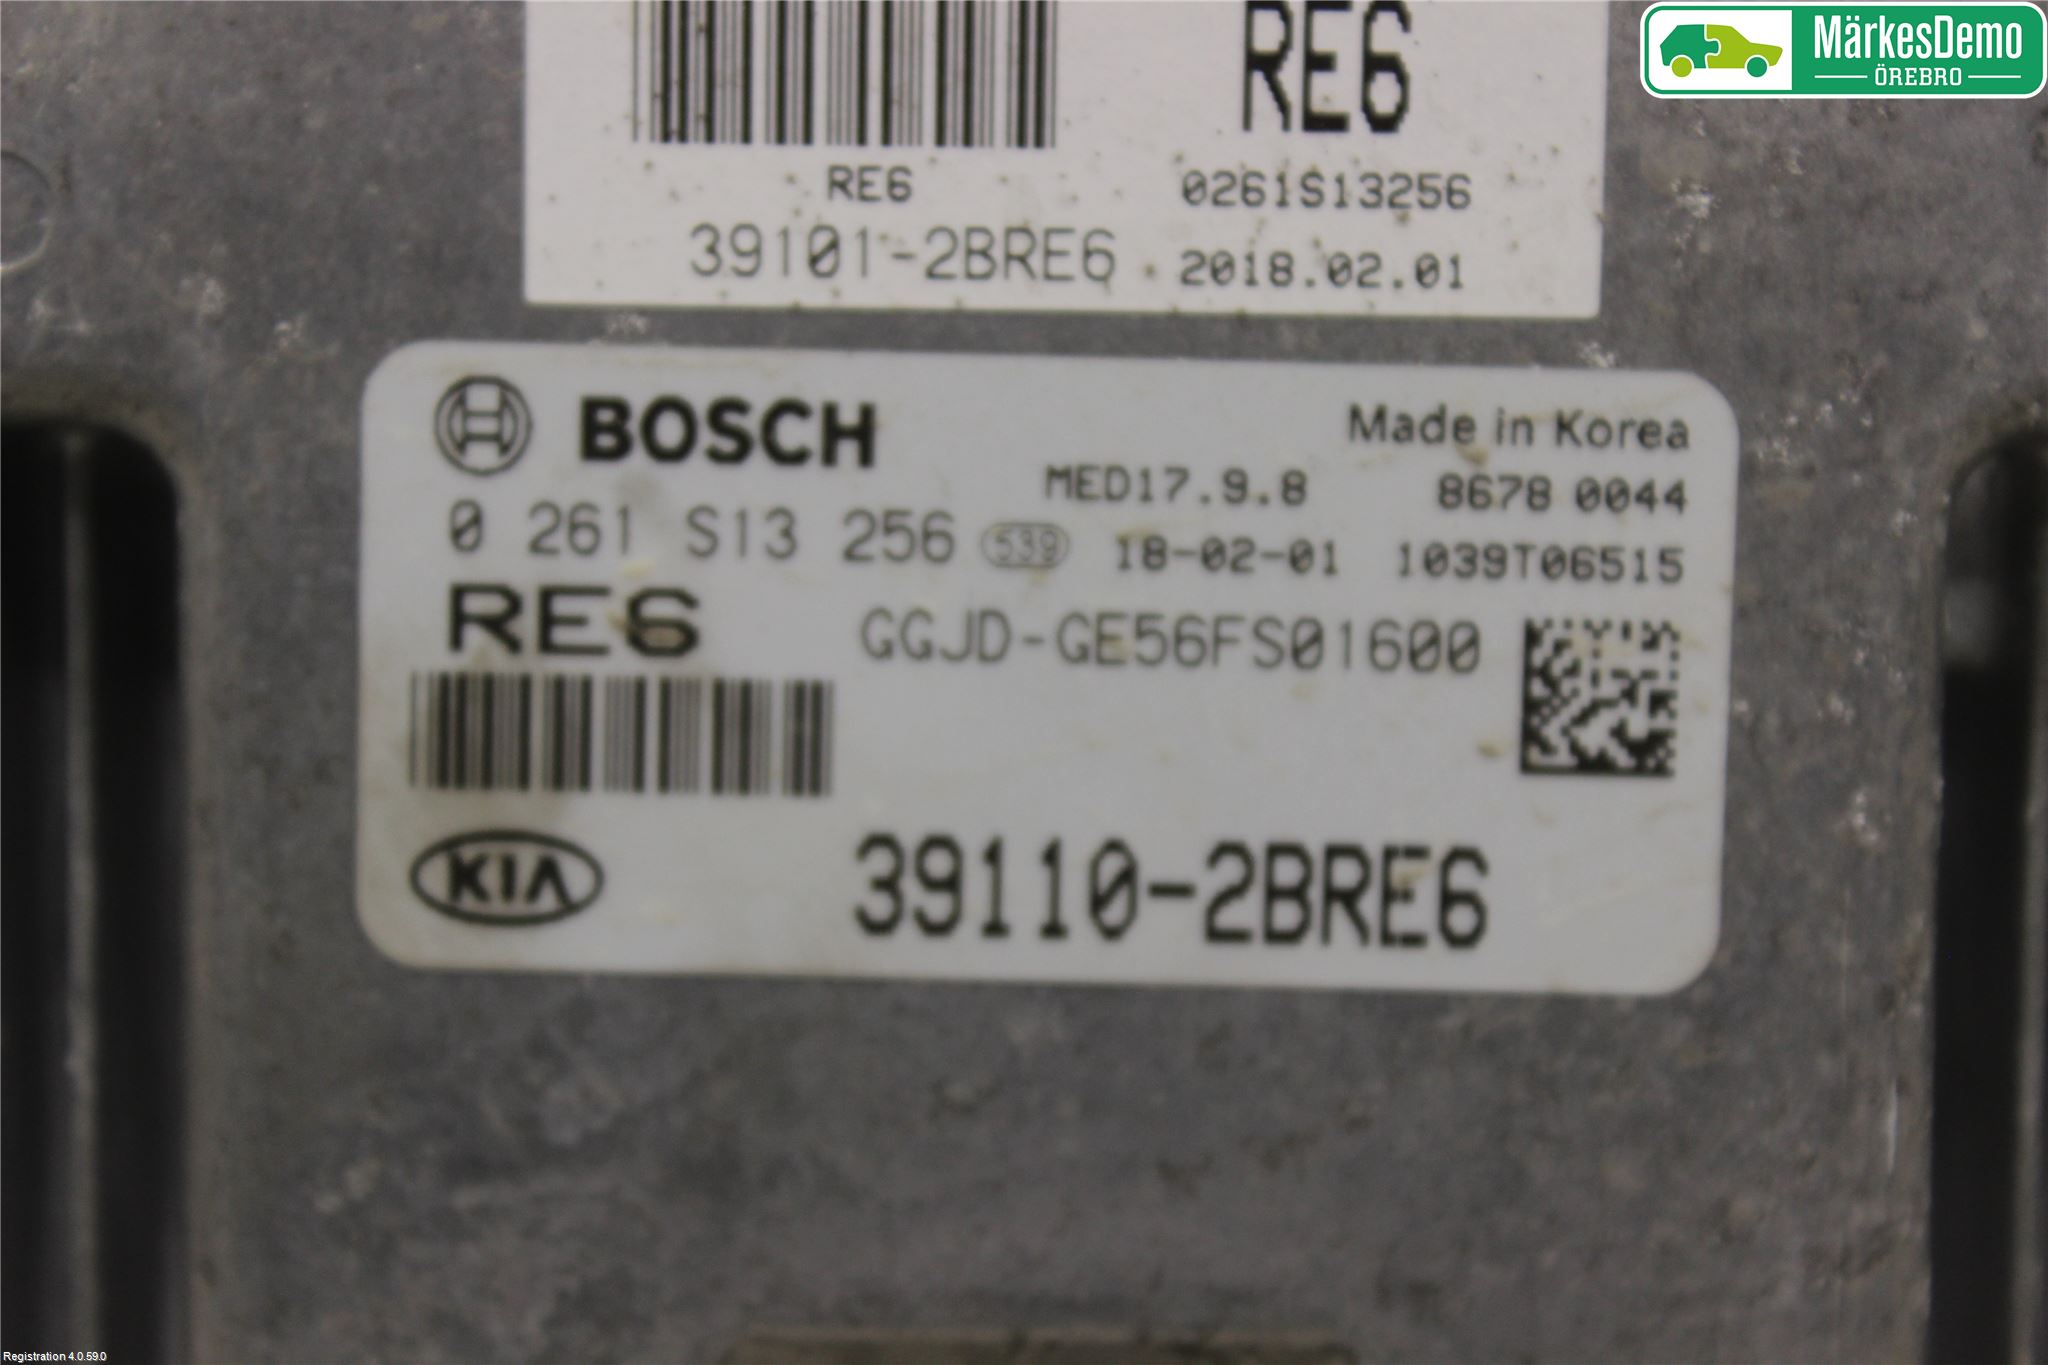 MärkesDemo
ÖREBRO
RE6
RE6
0261S13256
39101-2BRE6
2018.02.01
BOSCH
Made in Korea
MED17.9.8
8678 0044
0 261 S13 256
539
18-02-01
1039T06515
RE6
GGJD-GE56FS01600
KIA
39110-2BRE6
Registration 4.0.59.0